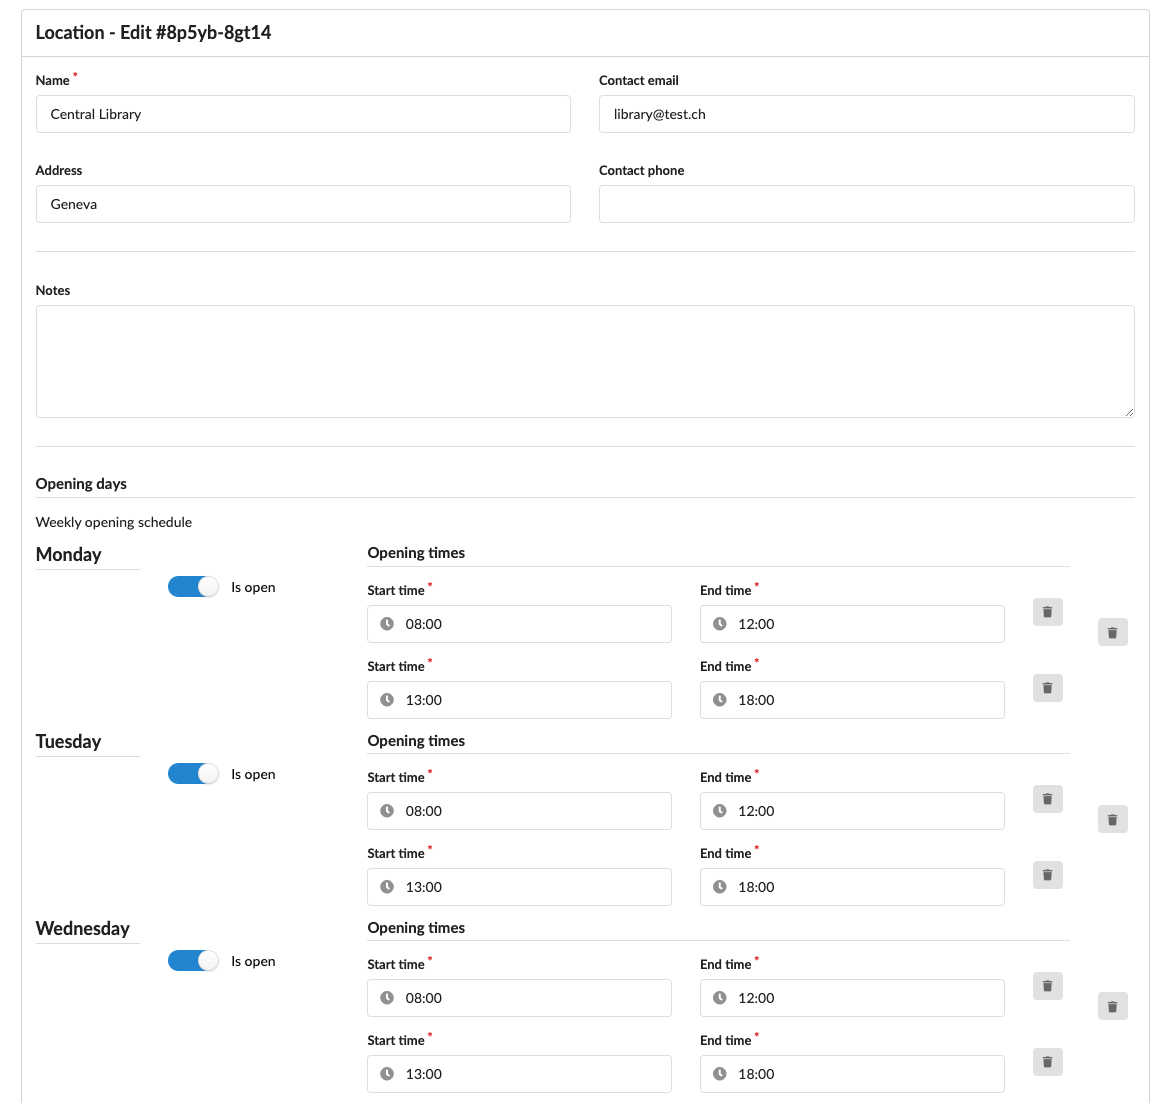 Location - Edit #8p5yb-8gt14
Name *
Contact email
Central Library
library@test.ch
Address
Contact phone
Geneva
Notes
Opening days
Weekly opening schedule
Monday
Is open
Opening times
Start time *
End time *
08:00
12:00
Start time *
End time *
13:00
18:00
Tuesday
Is open
Opening times
Start time *
End time *
08:00
12:00
Start time *
End time *
13:00
18:00
Wednesday
Is open
Opening times
Start time *
End time *
08:00
12:00
Start time *
End time *
13:00
18:00